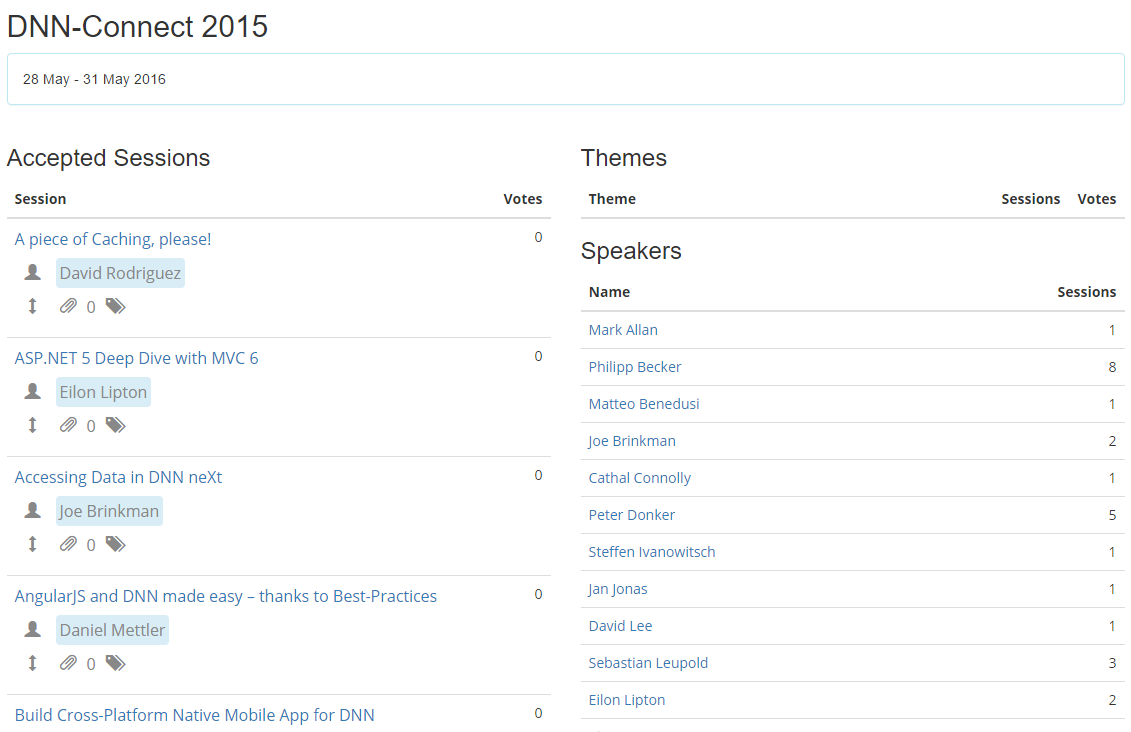 DNN-Connect 2015
28 May - 31 May 2016
Accepted Sessions
Session Votes
A piece of Caching, please! 0
David Rodriguez
0
ASP.NET 5 Deep Dive with MVC 6 0
Eilon Lipton
0
Accessing Data in DNN neXt 0
Joe Brinkman
0
AngularJS and DNN made easy – thanks to Best-Practices 0
Daniel Mettler
0
Build Cross-Platform Native Mobile App for DNN 0
Themes
Theme Sessions Votes
Speakers
Name Sessions
Mark Allan 1
Philipp Becker 8
Matteo Benedusi 1
Joe Brinkman 2
Cathal Connolly 1
Peter Donker 5
Steffen Ivanowitsch 1
Jan Jonas 1
David Lee 1
Sebastian Leupold 3
Eilon Lipton 2